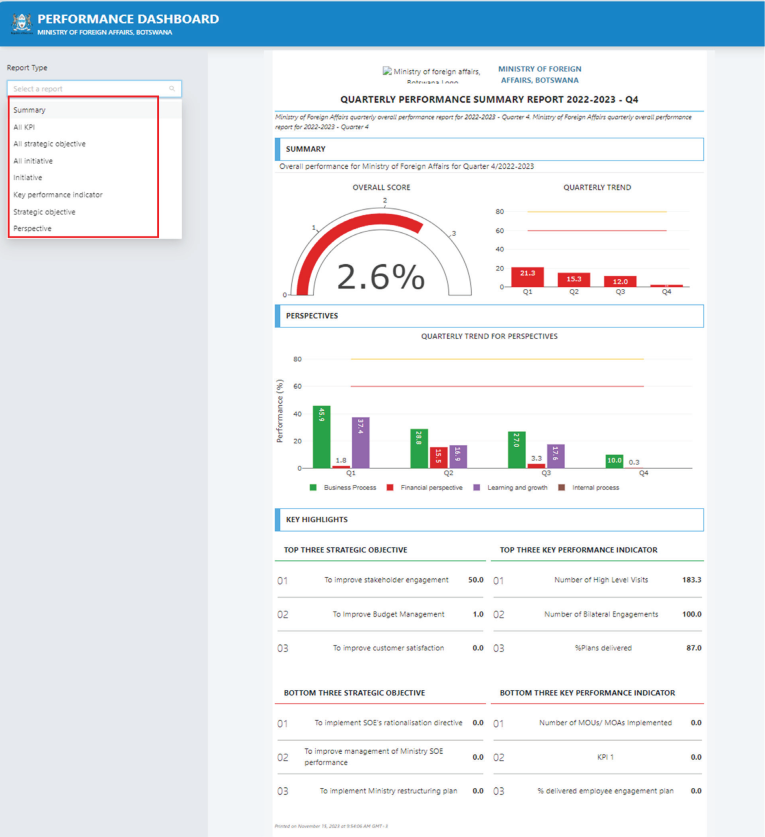 PERFORMANCE DASHBOARD
MINISTRY OF FOREIGN AFFAIRS, BOTSWANA
Report Type
Select a report
Summary
All KPI
All strategic objective
All initiative
Initiative
Key performance indicator
Strategic objective
Perspective
Ministry of foreign affairs,
Botswana Logo
MINISTRY OF FOREIGN
AFFAIRS, BOTSWANA
QUARTERLY PERFORMANCE SUMMARY REPORT 2022-2023 - Q4
Ministry of Foreign Affairs quarterly overall performance report for 2022-2023 - Quarter 4. Ministry of Foreign Affairs quarterly overall performance
report for 2022-2023 - Quarter 4
SUMMARY
Overall performance for Ministry of Foreign Affairs for Quarter 4/2022-2023
OVERALL SCORE
0
1
2
3
2.6%
QUARTERLY TREND
80
60
40
20
0
21.3
15.3
12.0
Q1 Q2 Q3 Q4
PERSPECTIVES
QUARTERLY TREND FOR PERSPECTIVES
Performance (%)
80
60
40
20
0
45.9 1.8 37.4
15.5 16.9
27.0 3.3 17.6
10.0 0.3
Q1 Q2 Q3 Q4
Business Process Financial perspective Learning and growth Internal process
KEY HIGHLIGHTS
TOP THREE STRATEGIC OBJECTIVE
01 To improve stakeholder engagement 50.0
02 To Improve Budget Management 1.0
03 To improve customer satisfaction 0.0
TOP THREE KEY PERFORMANCE INDICATOR
01 Number of High Level Visits 183.3
02 Number of Bilateral Engagements 100.0
03 %Plans delivered 87.0
BOTTOM THREE STRATEGIC OBJECTIVE
01 To implement SOE's rationalisation directive 0.0
02 To improve management of Ministry SOE
performance 0.0
03 To implement Ministry restructuring plan 0.0
BOTTOM THREE KEY PERFORMANCE INDICATOR
01 Number of MOUs/ MOAs Implemented 0.0
02 KPI 1 0.0
03 % delivered employee engagement plan 0.0
Printed on November 15, 2023 at 9:54:06 AM GMT+3